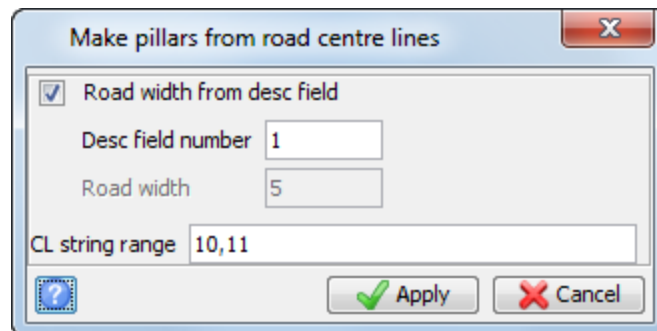 Make pillars from road centre lines
Road width from desc field
Desc field number 1
Road width 5
CL string range 10,11
? Apply Cancel